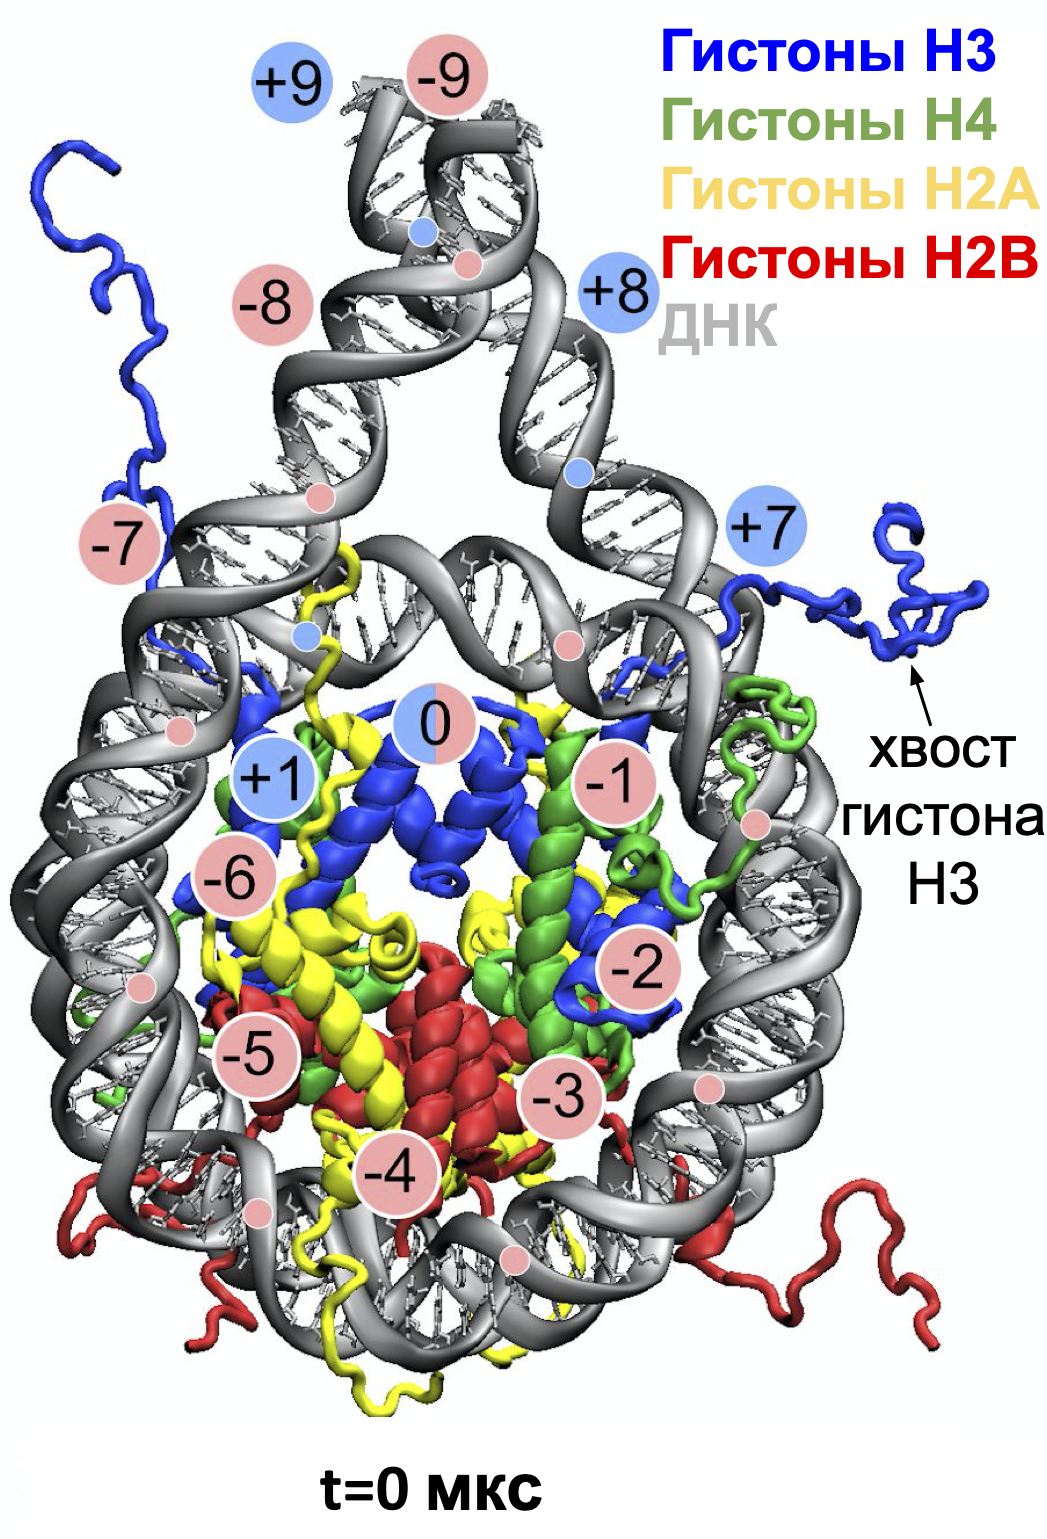 +9
-9
Гистоны H3
Гистоны H4
Гистоны H2A
Гистоны H2B
ДНК
-8
+8
-7
+7
0
+1
-1
хвост
гистона
H3
-6
-2
-5
-3
-4
t=0 мкс